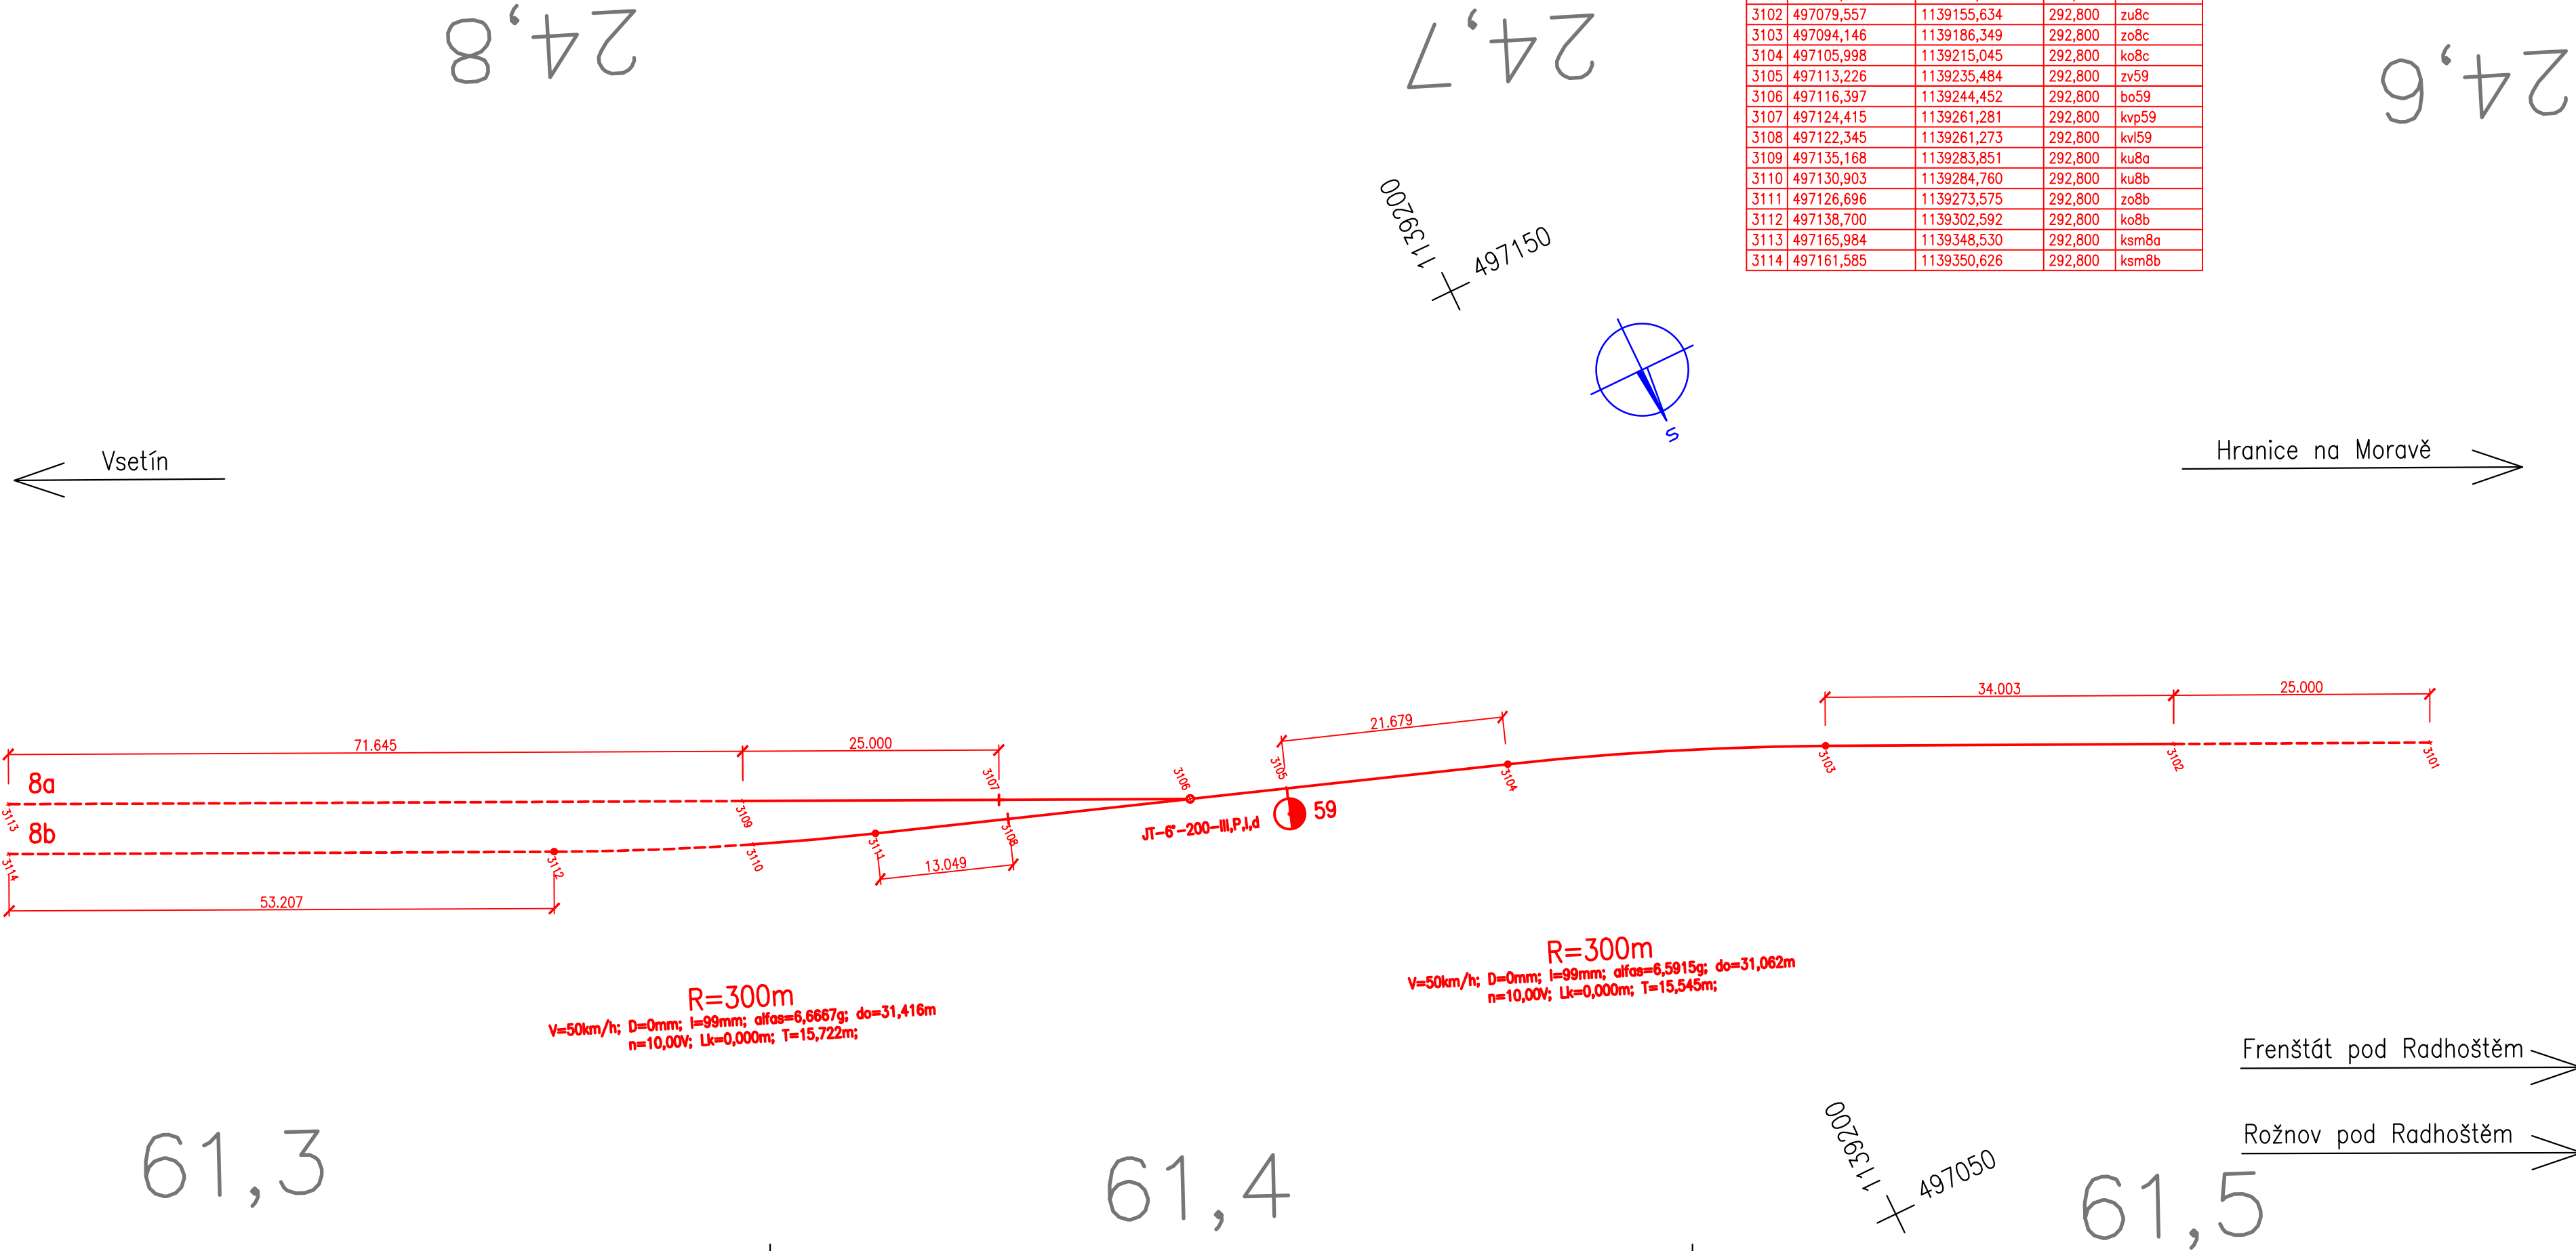 24,8
24,7
24,6
3102 497079,557 1139155,634 292,800 zu8c
3103 497094,146 1139186,349 292,800 zo8c
3104 497105,998 1139215,045 292,800 ko8c
3105 497113,226 1139235,484 292,800 zv59
3106 497116,397 1139244,452 292,800 bo59
3107 497124,415 1139261,281 292,800 kvp59
3108 497122,345 1139261,273 292,800 kvl59
3109 497135,168 1139283,851 292,800 ku8a
3110 497130,903 1139284,760 292,800 ku8b
3111 497126,696 1139273,575 292,800 zo8b
3112 497138,700 1139302,592 292,800 ko8b
3113 497165,984 1139348,530 292,800 ksm8a
3114 497161,585 1139350,626 292,800 ksm8b
1139200
497150
S
Vsetín
Hranice na Moravě
34.003
25.000
21.679
71.645
25.000
3101
3102
3103
3104
3105
3106
3107
8a
3113
3109
8b
3114
3112
3110
3111
3108
59
JT-6°-200-III,P,l,d
13.049
53.207
R=300m
V=50km/h; D=0mm; I=99mm; alfas=6,5915g; do=31,062m
n=10,00V; Lk=0,000m; T=15,545m;
R=300m
V=50km/h; D=0mm; I=99mm; alfas=6,6667g; do=31,416m
n=10,00V; Lk=0,000m; T=15,722m;
Frenštát pod Radhoštěm
Rožnov pod Radhoštěm
1139200
497050
61,3
61,4
61,5